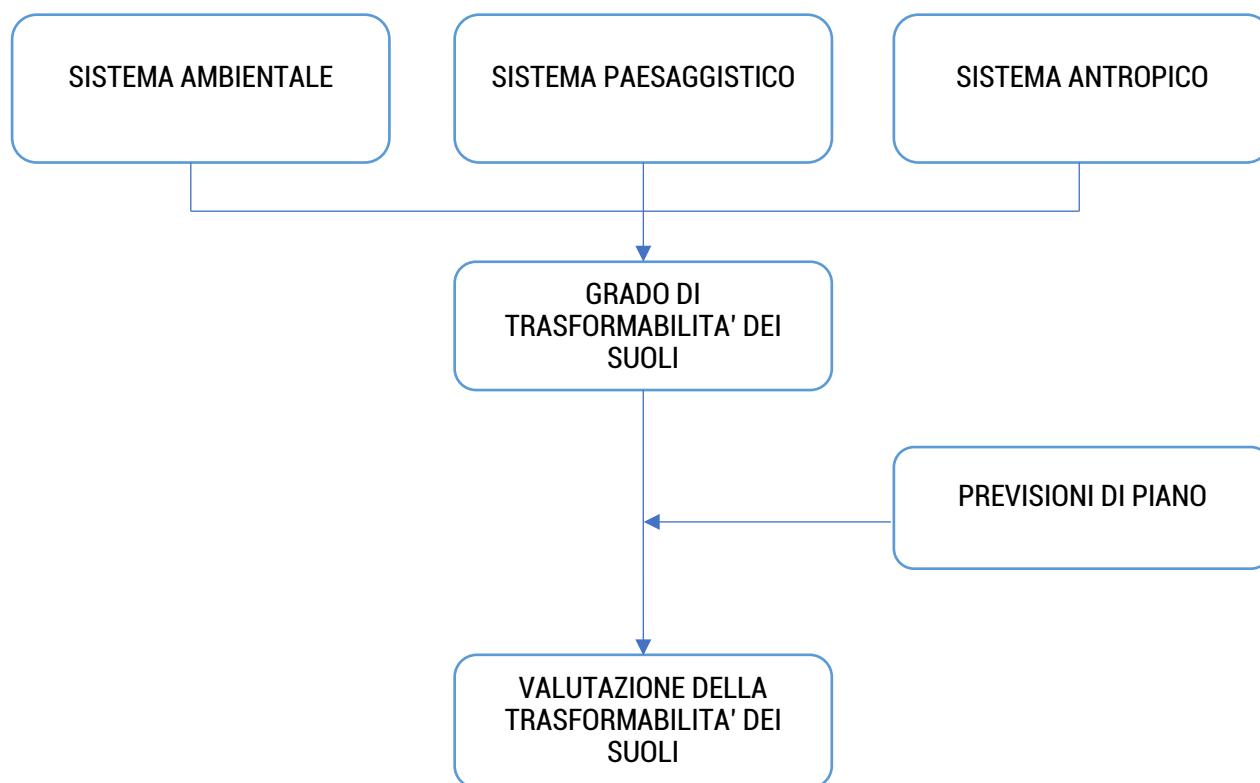 SISTEMA AMBIENTALE
SISTEMA PAESAGGISTICO
SISTEMA ANTROPICO
GRADO DI
TRASFORMABILITA' DEI
SUOLI
PREVISIONI DI PIANO
VALUTAZIONE DELLA
TRASFORMABILITA' DEI
SUOLI